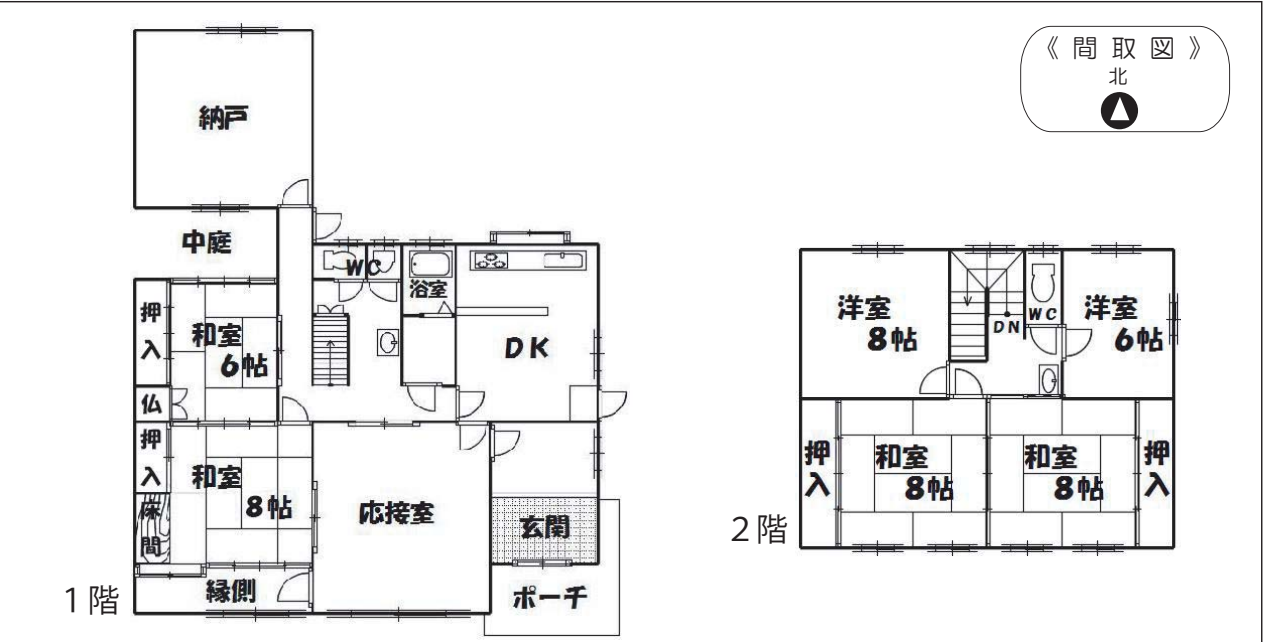 《間取図》
北
納戸
中庭
押入
和室
6帖
仏
WC
浴室
DK
押入
和室
8帖
床間
応接室
玄関
縁側
ポーチ
1階
洋室
8帖
DN
WC
洋室
6帖
押入
和室
8帖
和室
8帖
押入
2階